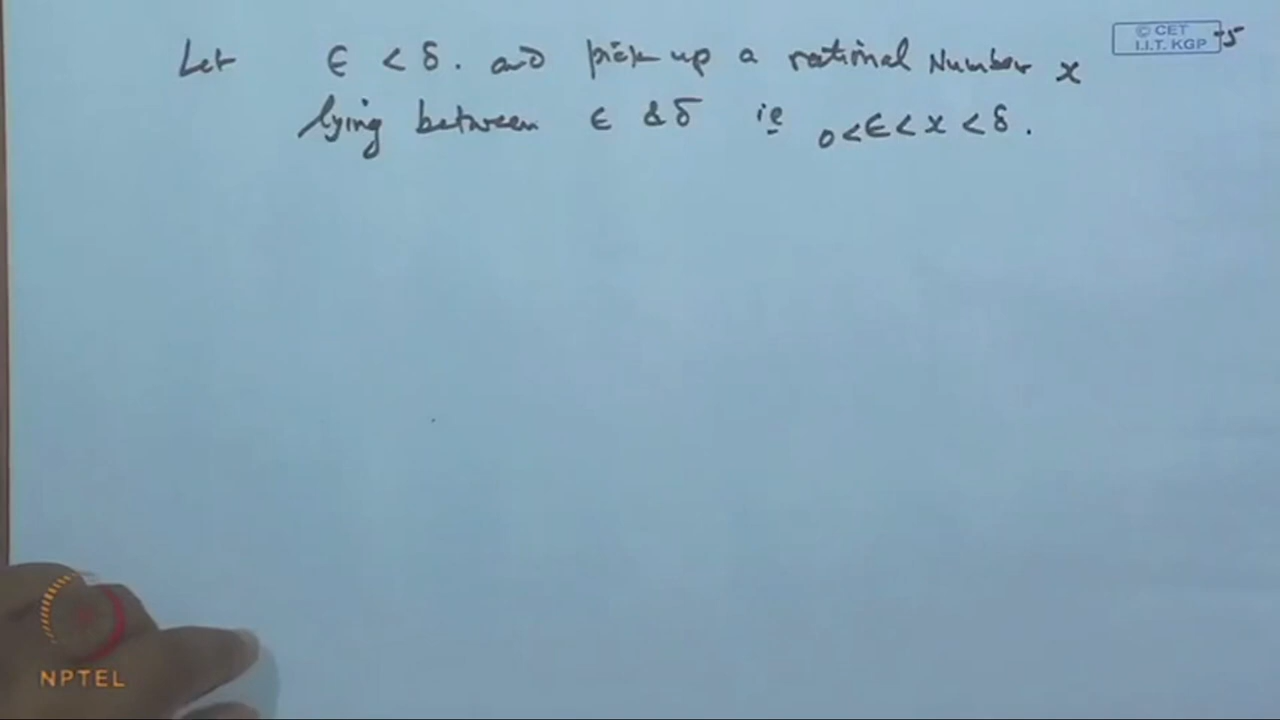 Let ϵ < δ. and pick up a rational Number x
© CET
I.I.T. KGP
lying between ϵ & δ ie 0<ϵ<x<δ.
NPTEL